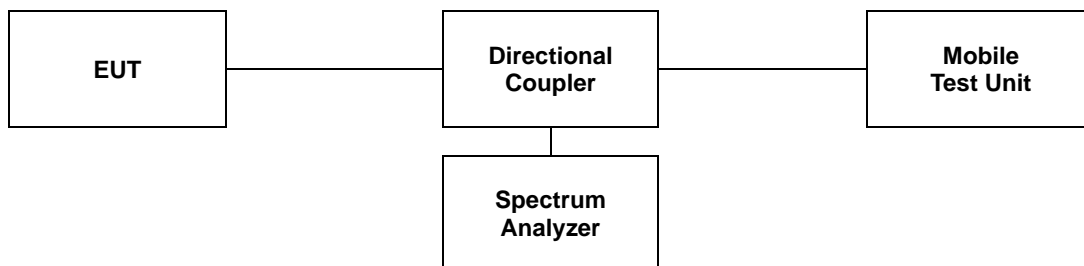 EUT
Directional
Coupler
Mobile
Test Unit
Spectrum
Analyzer